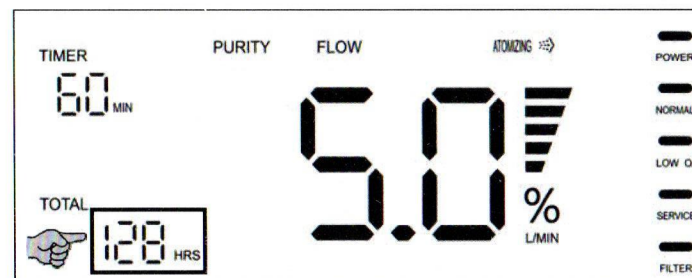 TIMER
60 MIN
PURITY FLOW ATOMIZING
5.0
%
L/MIN
TOTAL
128 HRS
POWER
NORMAL
LOW O
SERVICE
FILTER